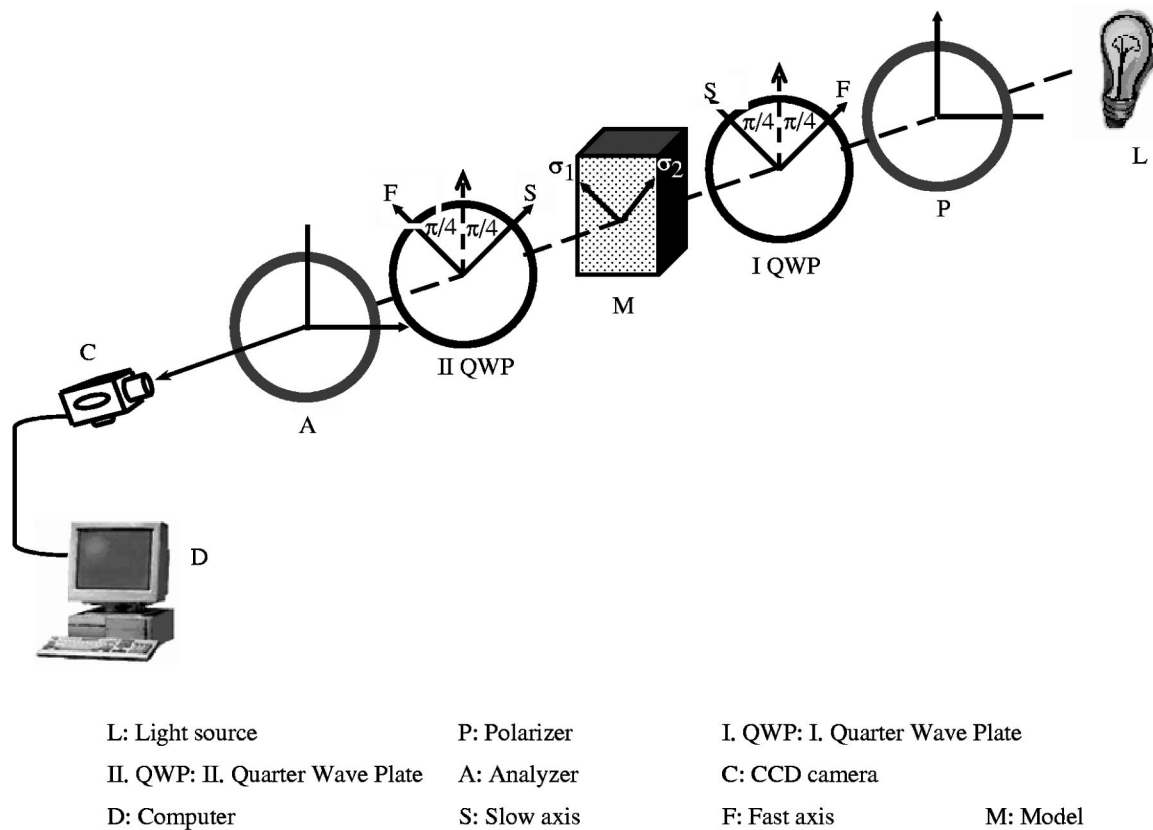 S
π/4
π/4
F
L
P
I QWP
σ1
σ2
M
F
π/4
π/4
S
II QWP
A
C
D
L: Light source P: Polarizer I. QWP: I. Quarter Wave Plate
II. QWP: II. Quarter Wave Plate A: Analyzer C: CCD camera
D: Computer S: Slow axis F: Fast axis M: Model